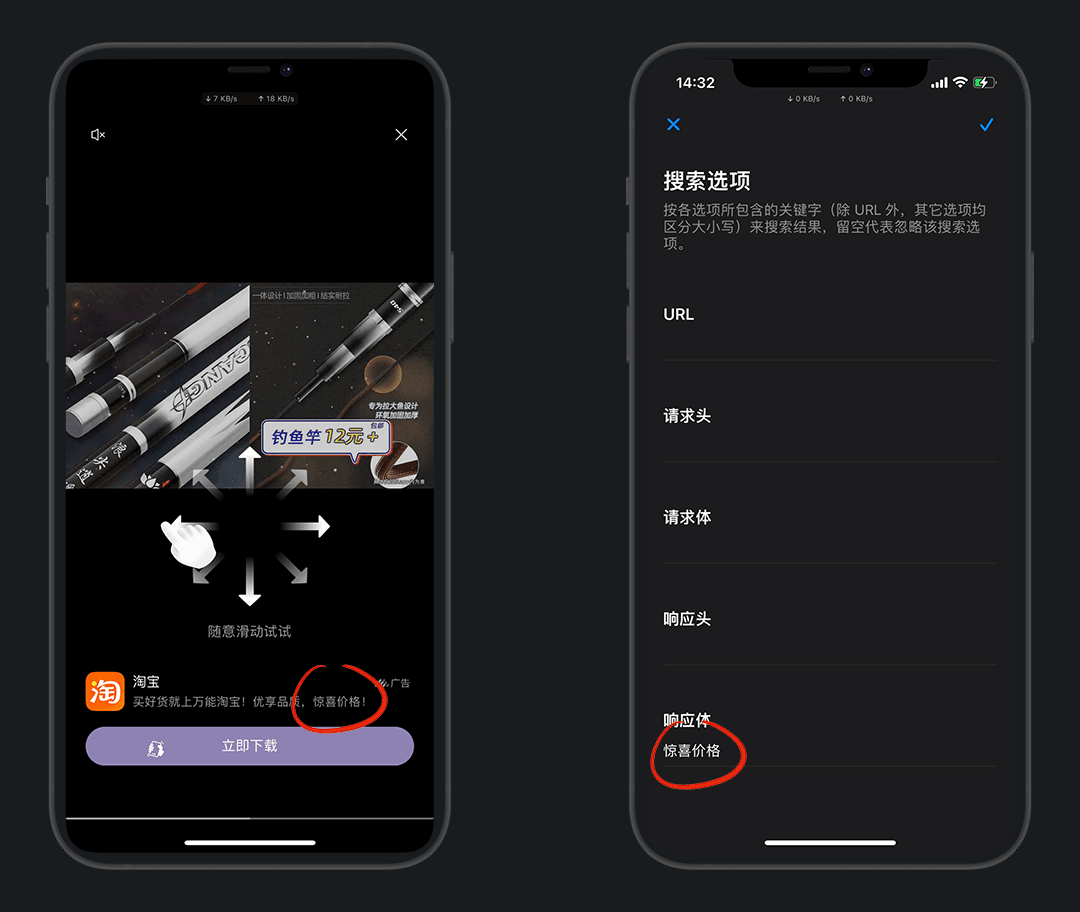 ↓ 7 KB/s ↑ 18 KB/s
一体设计 | 加固加粗 | 结实耐拉
专为拉大鱼设计
环氧加固加厚
包邮
钓鱼竿12元+
随意滑动试试
淘
淘宝
广告
买好货就上万能淘宝！优享品质，惊喜价格！
立即下载
14:32
↓ 0 KB/s ↑ 0 KB/s
搜索选项
按各选项所包含的关键字（除 URL 外，其它选项均
区分大小写）来搜索结果，留空代表忽略该搜索选
项。
URL
请求头
请求体
响应头
响应体
惊喜价格